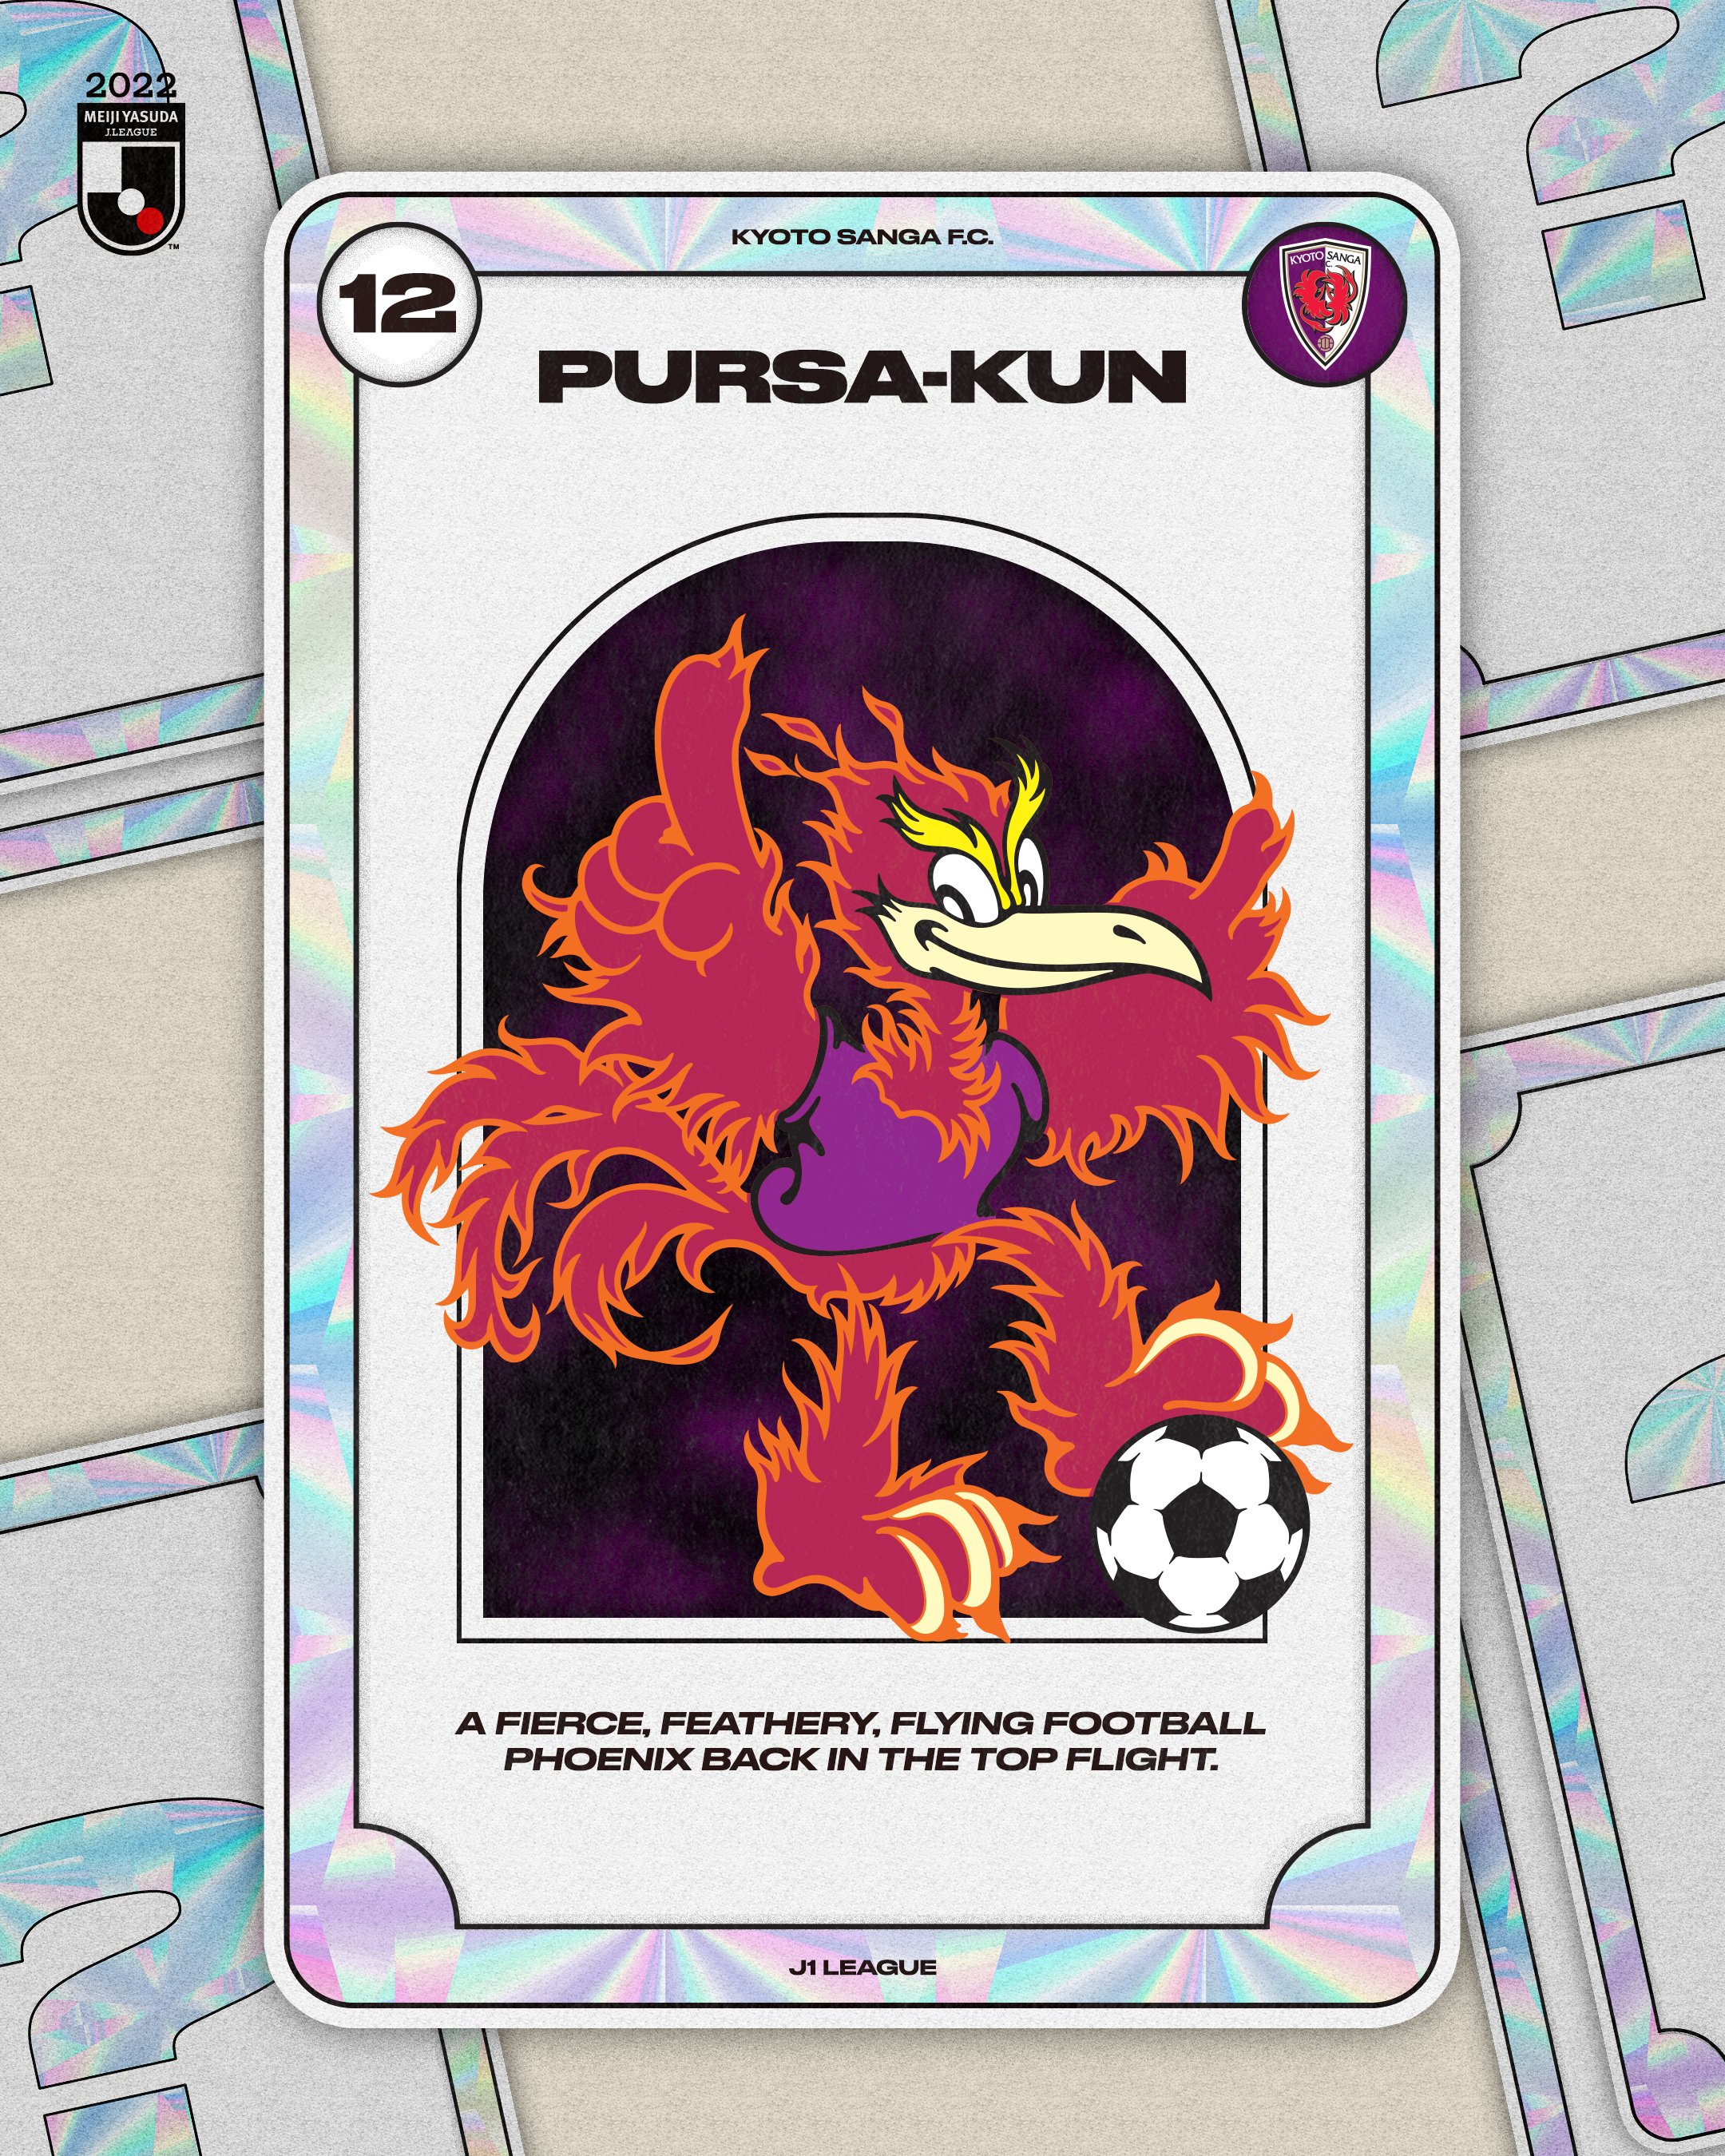 2022
MEIJI YASUDA
J.LEAGUE
TM
KYOTO SANGA F.C.
12
KYOTO SANGA
F.C.
PURSA-KUN
A FIERCE, FEATHERY, FLYING FOOTBALL
PHOENIX BACK IN THE TOP FLIGHT.
J1 LEAGUE